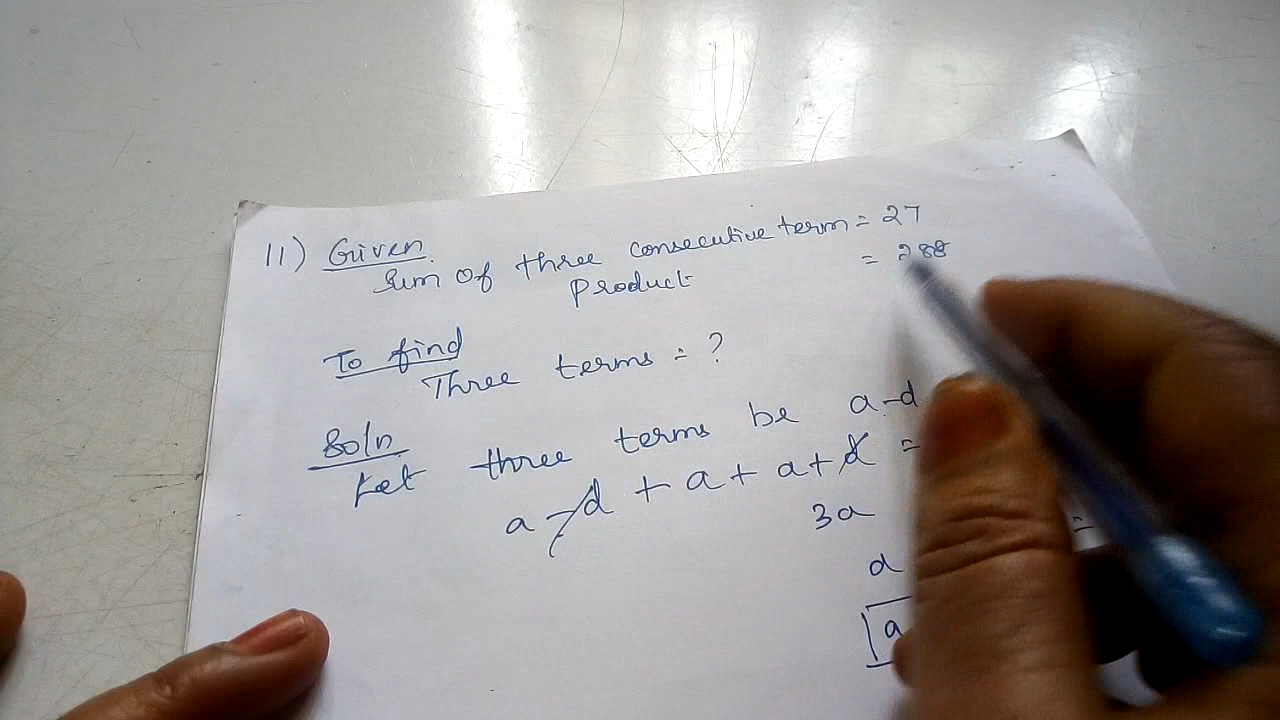 11) Given
Sum of three consecutive term = 27
Product = 288
To find
Three terms = ?
Soln
Let three terms be a-d
a - d + a + a + d =
3a
a
a
=